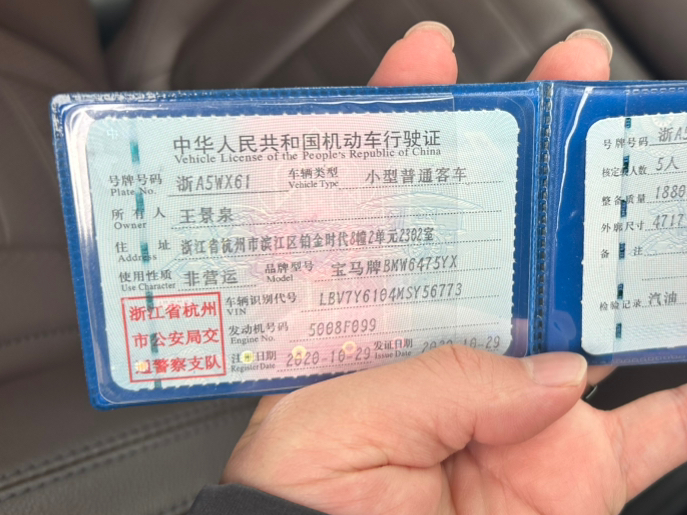 中华人民共和国机动车行驶证
Vehicle License of the People's Republic of China
号牌号码 浙A5WX61 车辆类型 小型普通客车
Plate No. Vehicle Type
所有人 王景泉
Owner
住址 浙江省杭州市滨江区铂金时代8幢2单元2302室
Address
使用性质 非营运 品牌型号 宝马牌BMW6475YX
Use Character Model
浙江省杭州
市公安局交
警察支队
车辆识别代号 LBV7Y6104MSY56773
VIN
发动机号码 5008F099
Engine No.
注册日期 2020-10-29 发证日期 2020-10-29
Register Date Issue Date
号牌号码 浙A5
核定载人数 5人
整备质量 1880
外廓尺寸 4717
备注
检验记录 汽油